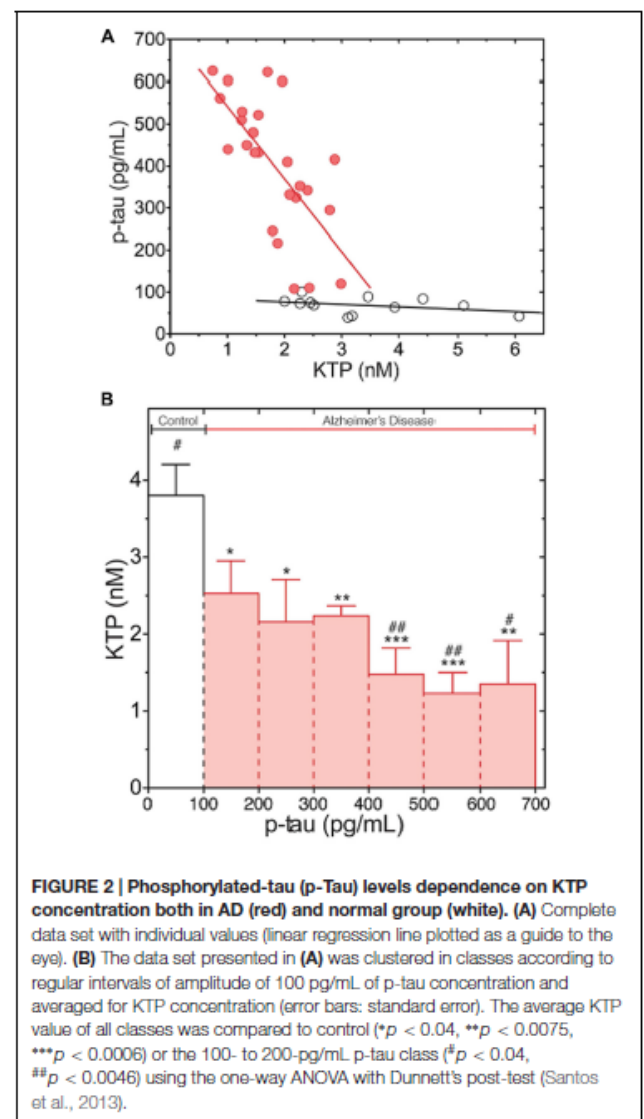 A
700
600
500
400
300
200
100
0
p-tau (pg/mL)
0 1 2 3 4 5 6
KTP (nM)
B
Control Alzheimer's Disease
#
*
*
**
##
***
##
***
#
**
4
3
2
1
0
KTP (nM)
0 100 200 300 400 500 600 700
p-tau (pg/mL)
FIGURE 2 | Phosphorylated-tau (p-Tau) levels dependence on KTP
concentration both in AD (red) and normal group (white). (A) Complete
data set with individual values (linear regression line plotted as a guide to the
eye). (B) The data set presented in (A) was clustered in classes according to
regular intervals of amplitude of 100 pg/mL of p-tau concentration and
averaged for KTP concentration (error bars: standard error). The average KTP
value of all classes was compared to control (*p < 0.04, **p < 0.0075,
***p < 0.0006) or the 100- to 200-pg/mL p-tau class (#p < 0.04,
##p < 0.0046) using the one-way ANOVA with Dunnett's post-test (Santos
et al., 2013).